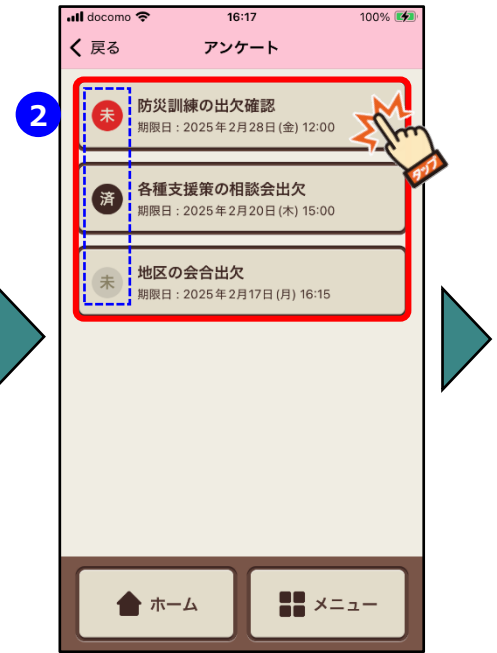 docomo 16:17 100%
戻る アンケート
2
未
防災訓練の出欠確認
期限日：2025年2月28日(金) 12:00
タップ
済
各種支援策の相談会出欠
期限日：2025年2月20日(木) 15:00
未
地区の会合出欠
期限日：2025年2月17日(月) 16:15
ホーム メニュー